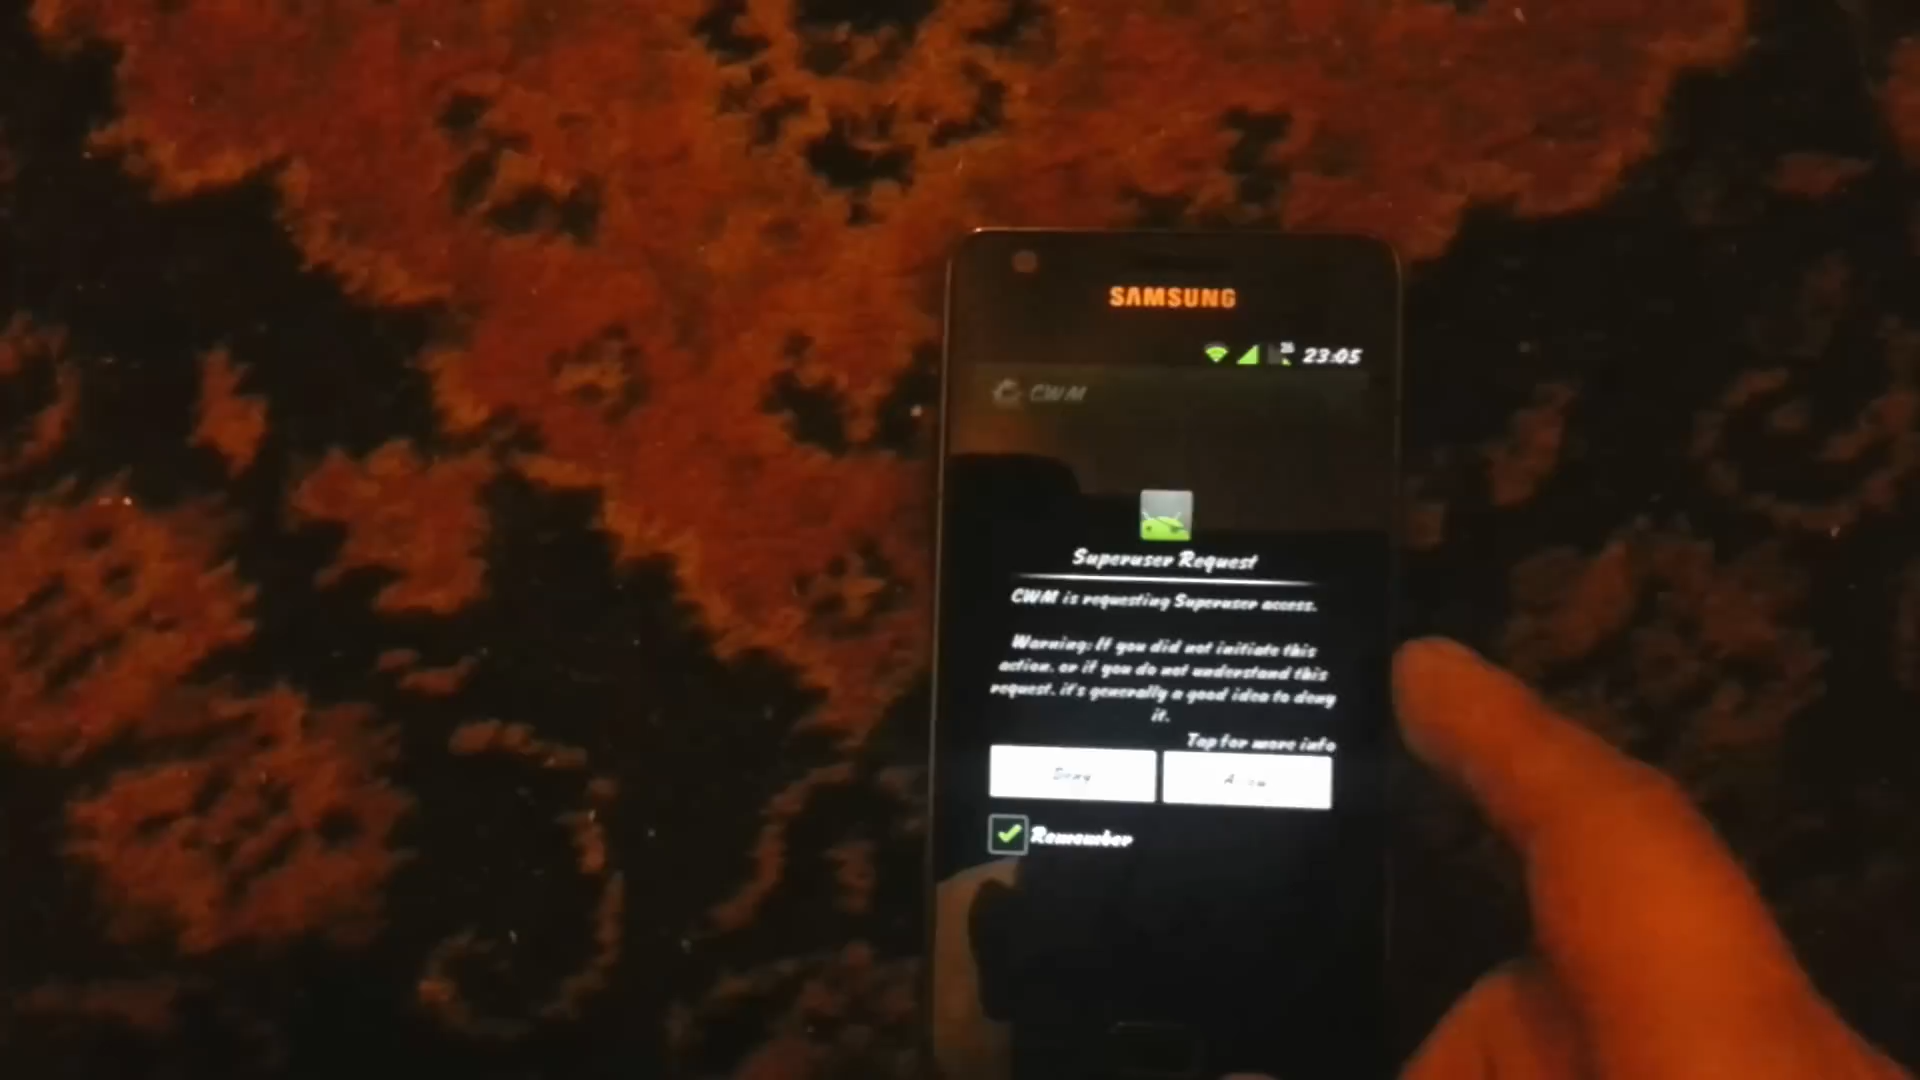 SAMSUNG
23:05
CWM
Superuser Request
CWM is requesting Superuser access.
Warning: If you did not initiate this
action, or if you do not understand this
request, it's generally a good idea to deny
it.
Tap for more info
Deny
Allow
Remember